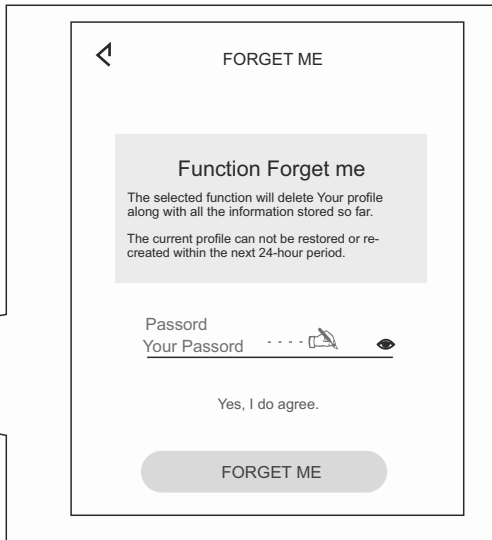 FORGET ME
Function Forget me
The selected function will delete Your profile
along with all the information stored so far.
The current profile can not be restored or re-
created within the next 24-hour period.
Passord
Your Passord
Yes, I do agree.
FORGET ME